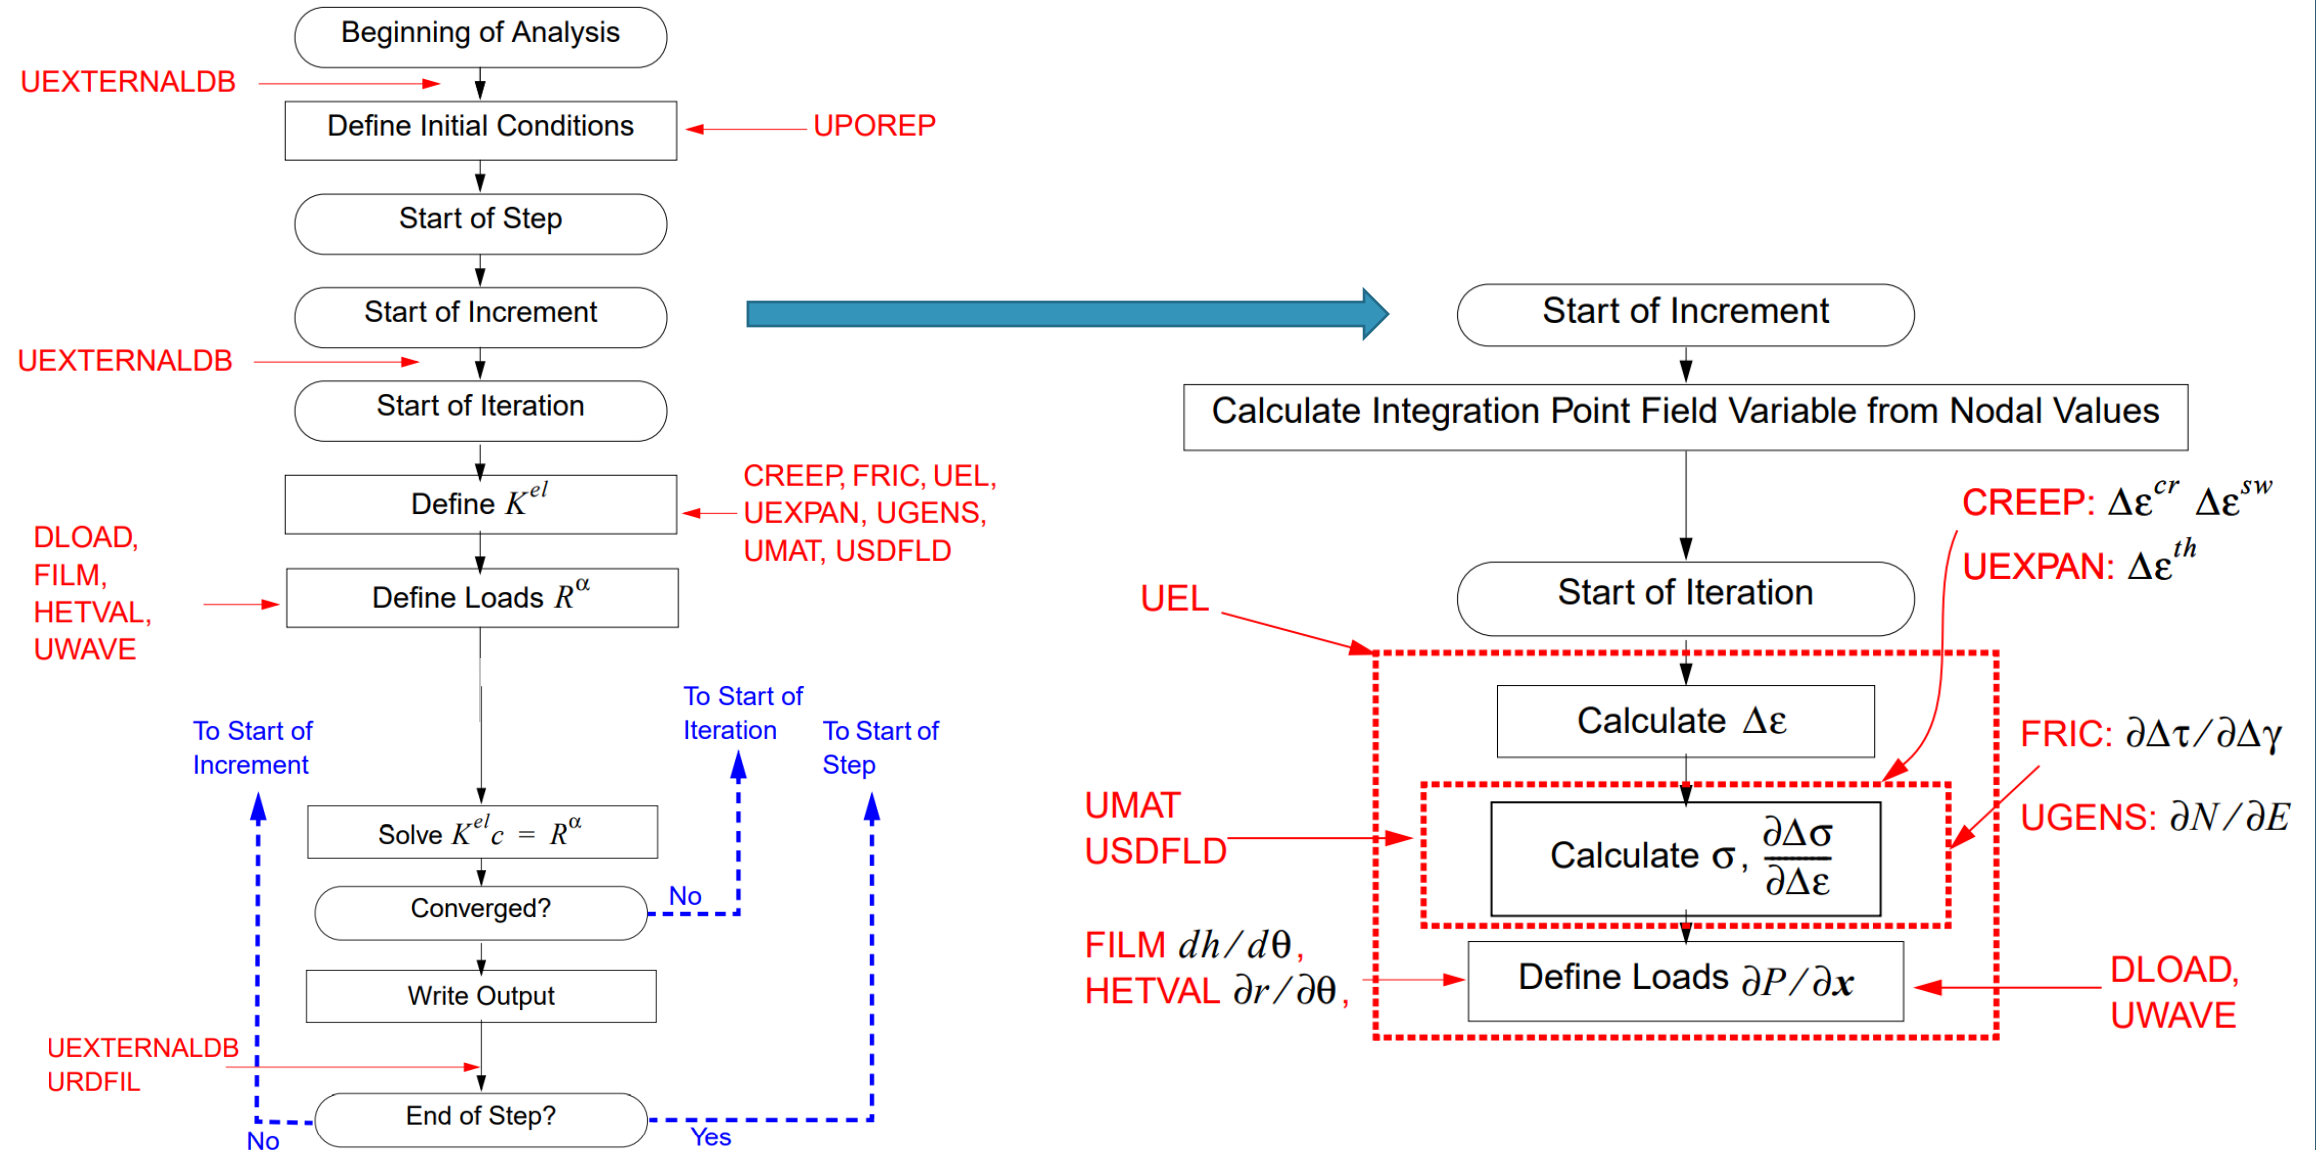 Beginning of Analysis
UEXTERNALDB
Define Initial Conditions
UPOREP
Start of Step
Start of Increment
UEXTERNALDB
Start of Iteration
Define K^el
CREEP, FRIC, UEL,
UEXPAN, UGENS,
UMAT, USDFLD
DLOAD,
FILM,
HETVAL,
UWAVE
Define Loads R^α
To Start of
Increment
To Start of
Iteration
To Start of
Step
Solve K^el c = R^α
Converged?
No
Write Output
UEXTERNALDB
URDFIL
End of Step?
No
Yes
Start of Increment
Calculate Integration Point Field Variable from Nodal Values
CREEP: Δε^cr Δε^sw
UEXPAN: Δε^th
Start of Iteration
UEL
Calculate Δε
FRIC: ∂Δτ/∂Δγ
UGENS: ∂N/∂E
UMAT
USDFLD
Calculate σ, ∂Δσ/∂Δε
FILM dh/dθ,
HETVAL ∂r/∂θ,
Define Loads ∂P/∂x
DLOAD,
UWAVE